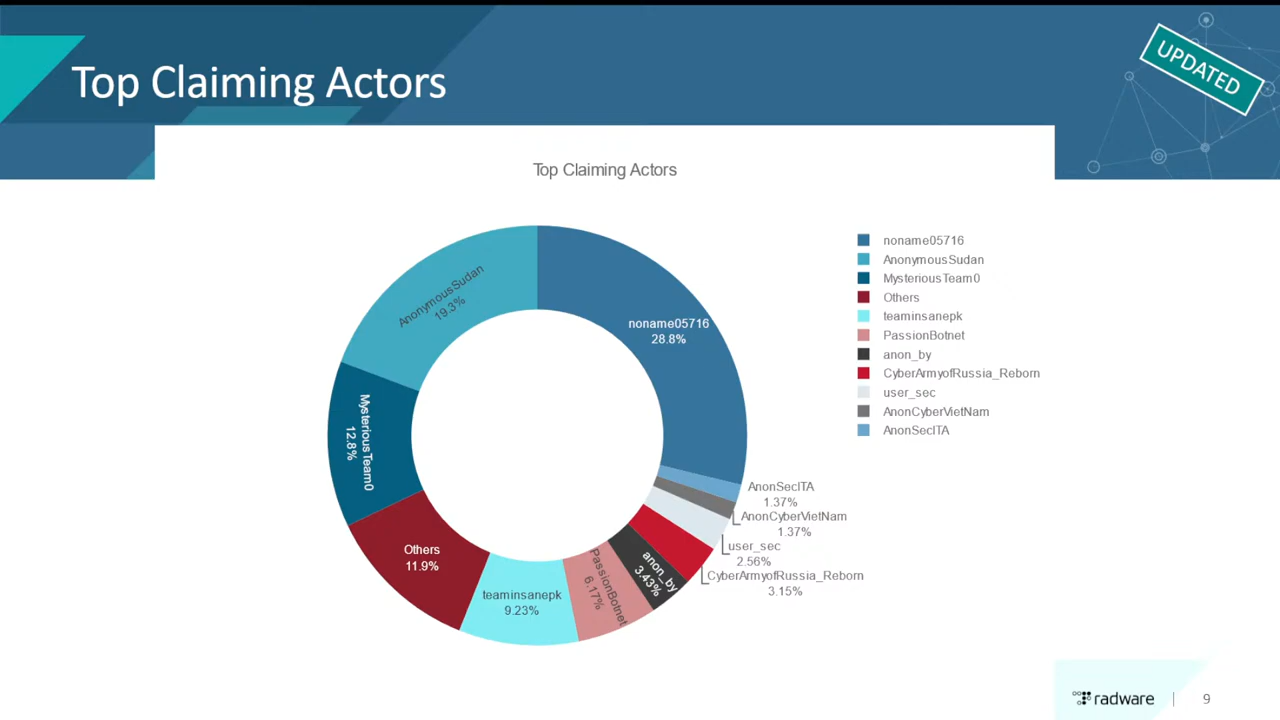 Top Claiming Actors
UPDATED
Top Claiming Actors
noname05716
AnonymousSudan
MysteriousTeam0
Others
teaminsanepk
PassionBotnet
anon_by
CyberArmyofRussia_Reborn
user_sec
AnonCyberVietNam
AnonSecITA
noname05716
28.8%
AnonymousSudan
19.3%
MysteriousTeam0
12.8%
Others
11.9%
teaminsanepk
9.23%
PassionBotnet
6.17%
anon_by
3.43%
CyberArmyofRussia_Reborn
3.15%
user_sec
2.56%
AnonCyberVietNam
1.37%
AnonSecITA
1.37%
radware
9